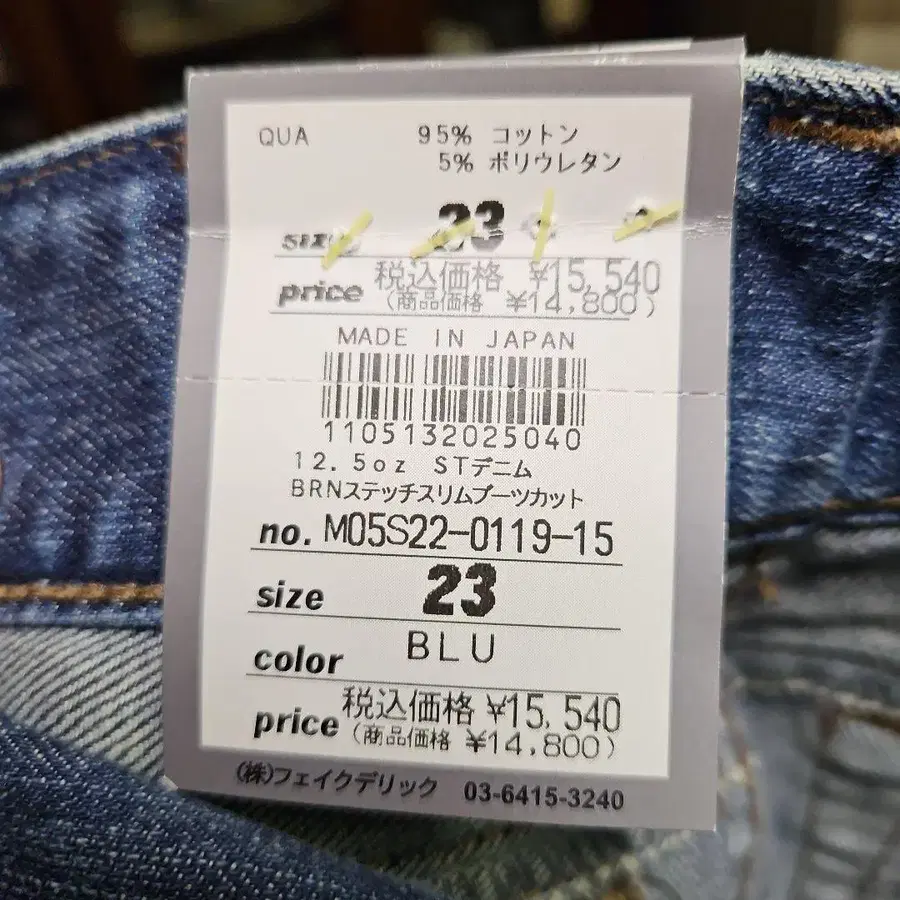 QUA 95% コットン
5% ポリウレタン
size 23
price 税込価格 ¥15,540
(商品価格 ¥14,800)
MADE IN JAPAN
1105132025040
12.5oz STデニム
BRNステッチスリムブーツカット
no. M05S22-0119-15
size 23
color BLU
price 税込価格 ¥15,540
(商品価格 ¥14,800)
(株)フェイクデリック 03-6415-3240